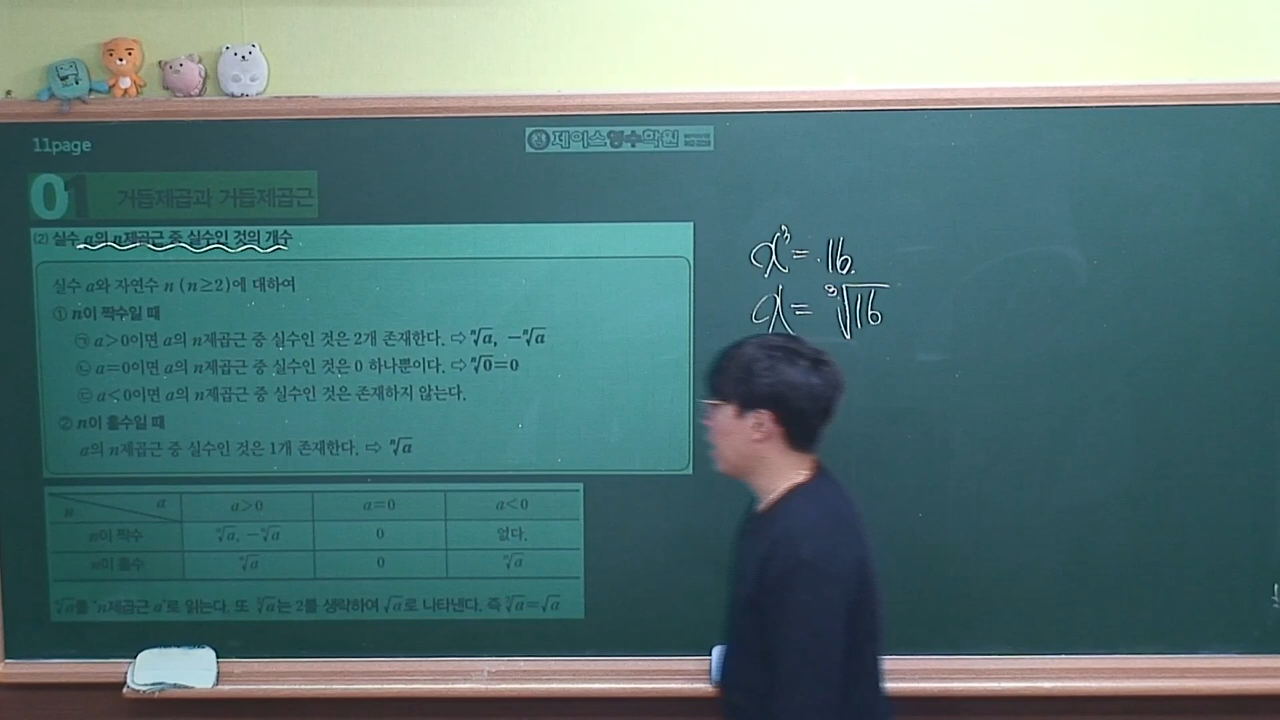 11page
제이스영수학원
01 거듭제곱과 거듭제곱근
(2) 실수 a의 n제곱근 중 실수인 것의 개수
실수 a와 자연수 n (n≥2)에 대하여
① n이 짝수일 때
㉠ a>0이면 a의 n제곱근 중 실수인 것은 2개 존재한다. ⇨ ⁿ√a, −ⁿ√a
㉡ a=0이면 a의 n제곱근 중 실수인 것은 0 하나뿐이다. ⇨ ⁿ√0=0
㉢ a<0이면 a의 n제곱근 중 실수인 것은 존재하지 않는다.
② n이 홀수일 때
a의 n제곱근 중 실수인 것은 1개 존재한다. ⇨ ⁿ√a
n a a>0 a=0 a<0
n이 짝수 ⁿ√a, −ⁿ√a 0 없다.
n이 홀수 ⁿ√a 0 ⁿ√a
ⁿ√a를 'n제곱근 a'로 읽는다. 또 ²√a는 2를 생략하여 √a로 나타낸다. 즉 ²√a=√a
x³=16.
x=³√16